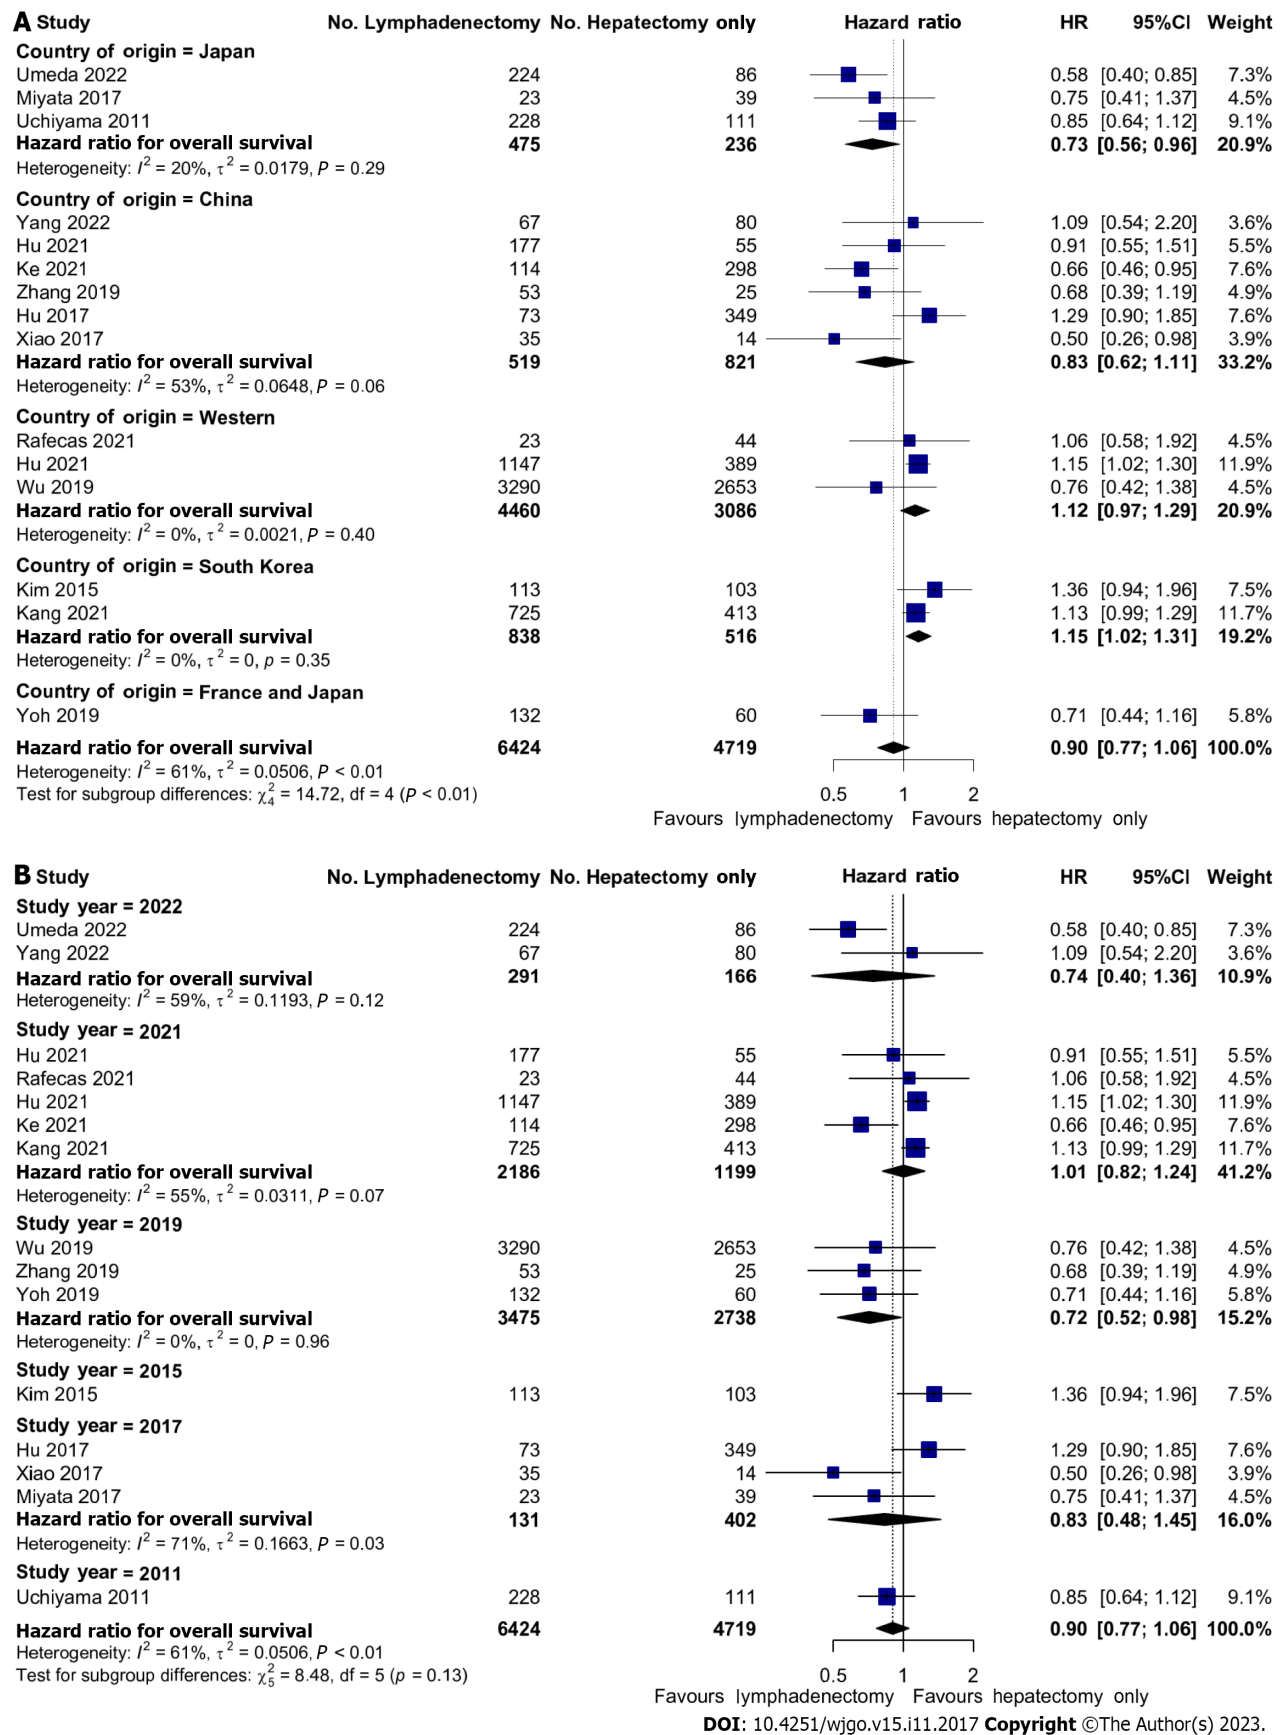 A Study No. Lymphadenectomy No. Hepatectomy only Hazard ratio HR 95%CI Weight
Country of origin = Japan
Umeda 2022 224 86 0.58 [0.40; 0.85] 7.3%
Miyata 2017 23 39 0.75 [0.41; 1.37] 4.5%
Uchiyama 2011 228 111 0.85 [0.64; 1.12] 9.1%
Hazard ratio for overall survival 475 236 0.73 [0.56; 0.96] 20.9%
Heterogeneity: I² = 20%, τ² = 0.0179, P = 0.29
Country of origin = China
Yang 2022 67 80 1.09 [0.54; 2.20] 3.6%
Hu 2021 177 55 0.91 [0.55; 1.51] 5.5%
Ke 2021 114 298 0.66 [0.46; 0.95] 7.6%
Zhang 2019 53 25 0.68 [0.39; 1.19] 4.9%
Hu 2017 73 349 1.29 [0.90; 1.85] 7.6%
Xiao 2017 35 14 0.50 [0.26; 0.98] 3.9%
Hazard ratio for overall survival 519 821 0.83 [0.62; 1.11] 33.2%
Heterogeneity: I² = 53%, τ² = 0.0648, P = 0.06
Country of origin = Western
Rafecas 2021 23 44 1.06 [0.58; 1.92] 4.5%
Hu 2021 1147 389 1.15 [1.02; 1.30] 11.9%
Wu 2019 3290 2653 0.76 [0.42; 1.38] 4.5%
Hazard ratio for overall survival 4460 3086 1.12 [0.97; 1.29] 20.9%
Heterogeneity: I² = 0%, τ² = 0.0021, P = 0.40
Country of origin = South Korea
Kim 2015 113 103 1.36 [0.94; 1.96] 7.5%
Kang 2021 725 413 1.13 [0.99; 1.29] 11.7%
Hazard ratio for overall survival 838 516 1.15 [1.02; 1.31] 19.2%
Heterogeneity: I² = 0%, τ² = 0, p = 0.35
Country of origin = France and Japan
Yoh 2019 132 60 0.71 [0.44; 1.16] 5.8%
Hazard ratio for overall survival 6424 4719 0.90 [0.77; 1.06] 100.0%
Heterogeneity: I² = 61%, τ² = 0.0506, P < 0.01
Test for subgroup differences: χ²₄ = 14.72, df = 4 (P < 0.01)
0.5 1 2
Favours lymphadenectomy Favours hepatectomy only
B Study No. Lymphadenectomy No. Hepatectomy only Hazard ratio HR 95%CI Weight
Study year = 2022
Umeda 2022 224 86 0.58 [0.40; 0.85] 7.3%
Yang 2022 67 80 1.09 [0.54; 2.20] 3.6%
Hazard ratio for overall survival 291 166 0.74 [0.40; 1.36] 10.9%
Heterogeneity: I² = 59%, τ² = 0.1193, P = 0.12
Study year = 2021
Hu 2021 177 55 0.91 [0.55; 1.51] 5.5%
Rafecas 2021 23 44 1.06 [0.58; 1.92] 4.5%
Hu 2021 1147 389 1.15 [1.02; 1.30] 11.9%
Ke 2021 114 298 0.66 [0.46; 0.95] 7.6%
Kang 2021 725 413 1.13 [0.99; 1.29] 11.7%
Hazard ratio for overall survival 2186 1199 1.01 [0.82; 1.24] 41.2%
Heterogeneity: I² = 55%, τ² = 0.0311, P = 0.07
Study year = 2019
Wu 2019 3290 2653 0.76 [0.42; 1.38] 4.5%
Zhang 2019 53 25 0.68 [0.39; 1.19] 4.9%
Yoh 2019 132 60 0.71 [0.44; 1.16] 5.8%
Hazard ratio for overall survival 3475 2738 0.72 [0.52; 0.98] 15.2%
Heterogeneity: I² = 0%, τ² = 0, P = 0.96
Study year = 2015
Kim 2015 113 103 1.36 [0.94; 1.96] 7.5%
Study year = 2017
Hu 2017 73 349 1.29 [0.90; 1.85] 7.6%
Xiao 2017 35 14 0.50 [0.26; 0.98] 3.9%
Miyata 2017 23 39 0.75 [0.41; 1.37] 4.5%
Hazard ratio for overall survival 131 402 0.83 [0.48; 1.45] 16.0%
Heterogeneity: I² = 71%, τ² = 0.1663, P = 0.03
Study year = 2011
Uchiyama 2011 228 111 0.85 [0.64; 1.12] 9.1%
Hazard ratio for overall survival 6424 4719 0.90 [0.77; 1.06] 100.0%
Heterogeneity: I² = 61%, τ² = 0.0506, P < 0.01
Test for subgroup differences: χ²₅ = 8.48, df = 5 (p = 0.13)
0.5 1 2
Favours lymphadenectomy Favours hepatectomy only
DOI: 10.4251/wjgo.v15.i11.2017 Copyright ©The Author(s) 2023.